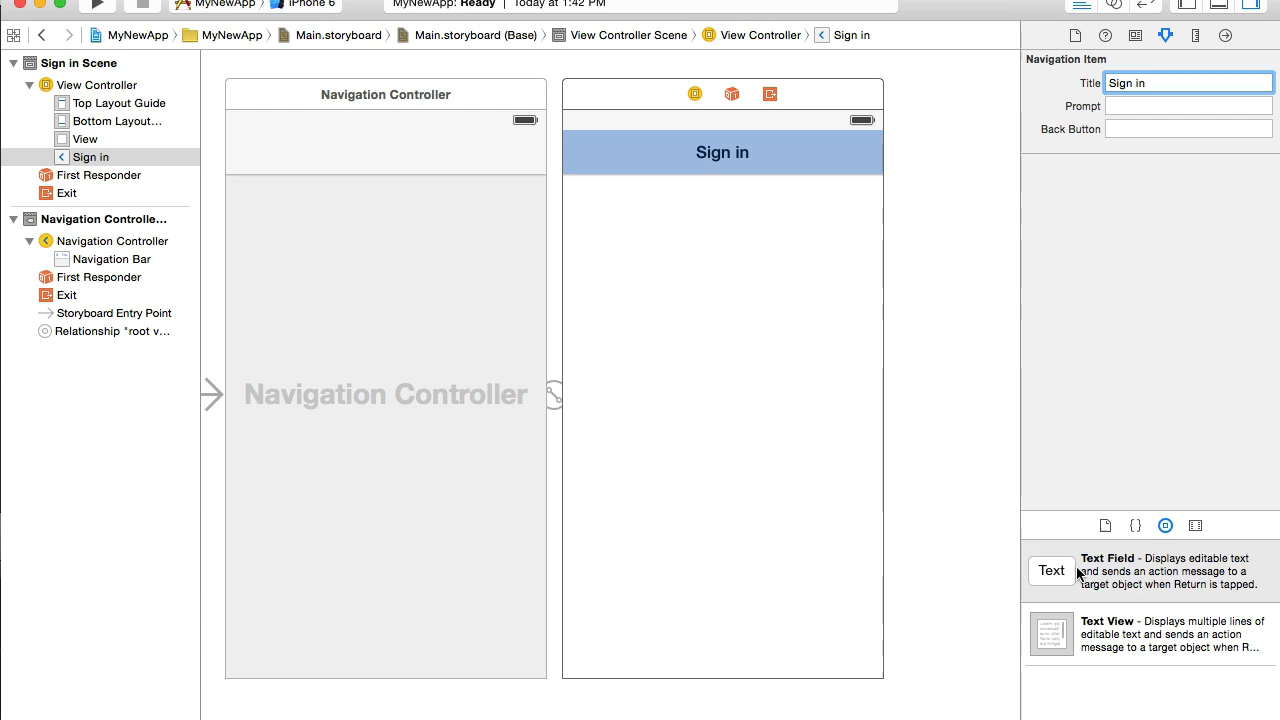 MyNewApp
iPhone 6
MyNewApp: Ready | Today at 1:42 PM
MyNewApp
MyNewApp
Main.storyboard
Main.storyboard (Base)
View Controller Scene
View Controller
Sign in
Sign in Scene
View Controller
Top Layout Guide
Bottom Layout...
View
Sign in
First Responder
Exit
Navigation Controlle...
Navigation Controller
Navigation Bar
First Responder
Exit
Storyboard Entry Point
Relationship "root v...
Navigation Controller
Navigation Controller
Sign in
Navigation Item
Title
Sign in
Prompt
Back Button
{}
Text
Text Field - Displays editable text
and sends an action message to a
target object when Return is tapped.
Text View - Displays multiple lines of
editable text and sends an action
message to a target object when R...